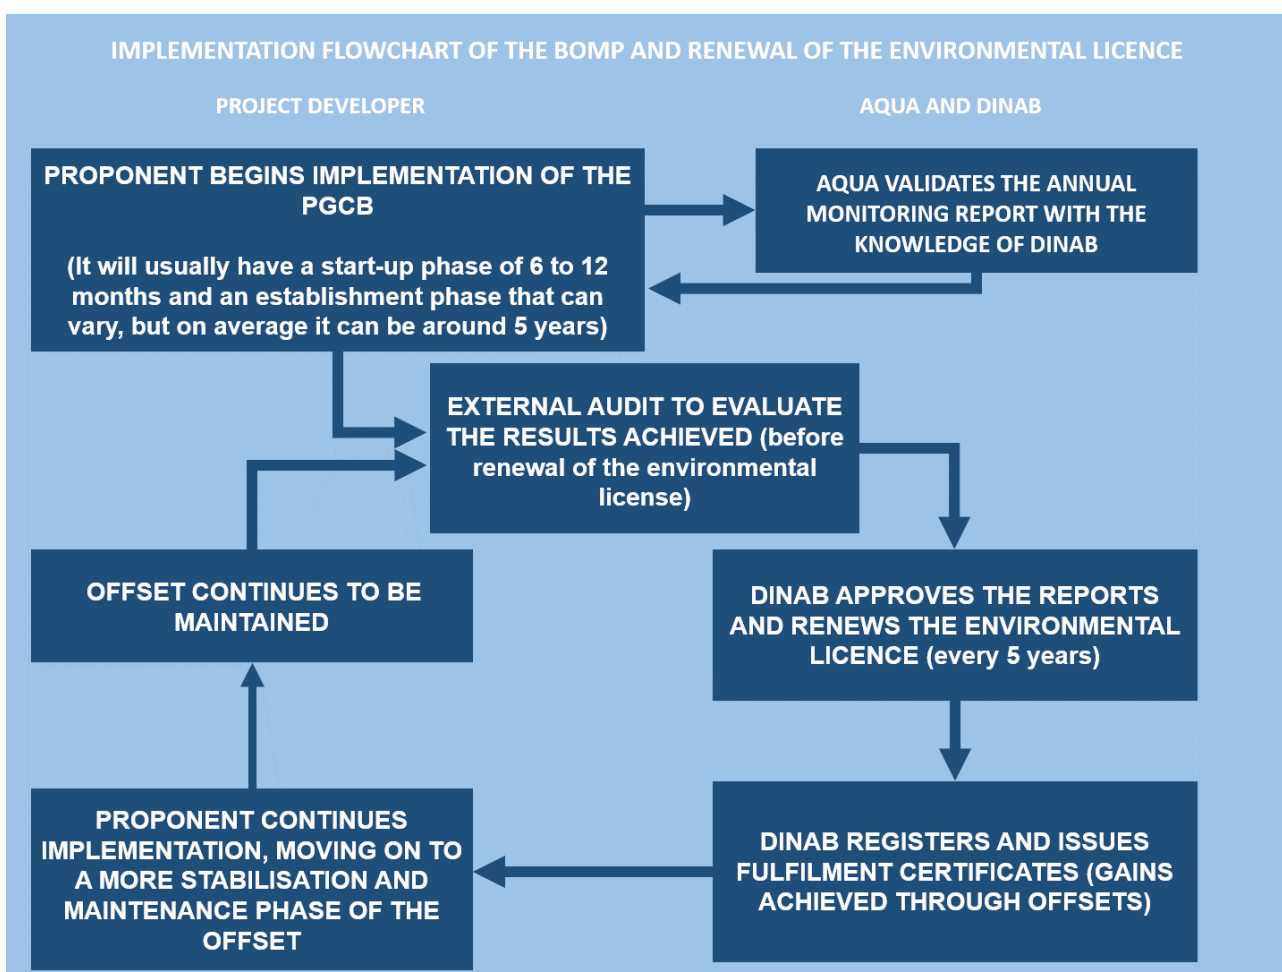 IMPLEMENTATION FLOWCHART OF THE BOMP AND RENEWAL OF THE ENVIRONMENTAL LICENCE
PROJECT DEVELOPER
AQUA AND DINAB
PROPONENT BEGINS IMPLEMENTATION OF THE
PGCB
(It will usually have a start-up phase of 6 to 12
months and an establishment phase that can
vary, but on average it can be around 5 years)
AQUA VALIDATES THE ANNUAL
MONITORING REPORT WITH THE
KNOWLEDGE OF DINAB
EXTERNAL AUDIT TO EVALUATE
THE RESULTS ACHIEVED (before
renewal of the environmental
license)
OFFSET CONTINUES TO BE
MAINTAINED
DINAB APPROVES THE REPORTS
AND RENEWS THE ENVIRONMENTAL
LICENCE (every 5 years)
PROPONENT CONTINUES
IMPLEMENTATION, MOVING ON TO
A MORE STABILISATION AND
MAINTENANCE PHASE OF THE
OFFSET
DINAB REGISTERS AND ISSUES
FULFILMENT CERTIFICATES (GAINS
ACHIEVED THROUGH OFFSETS)